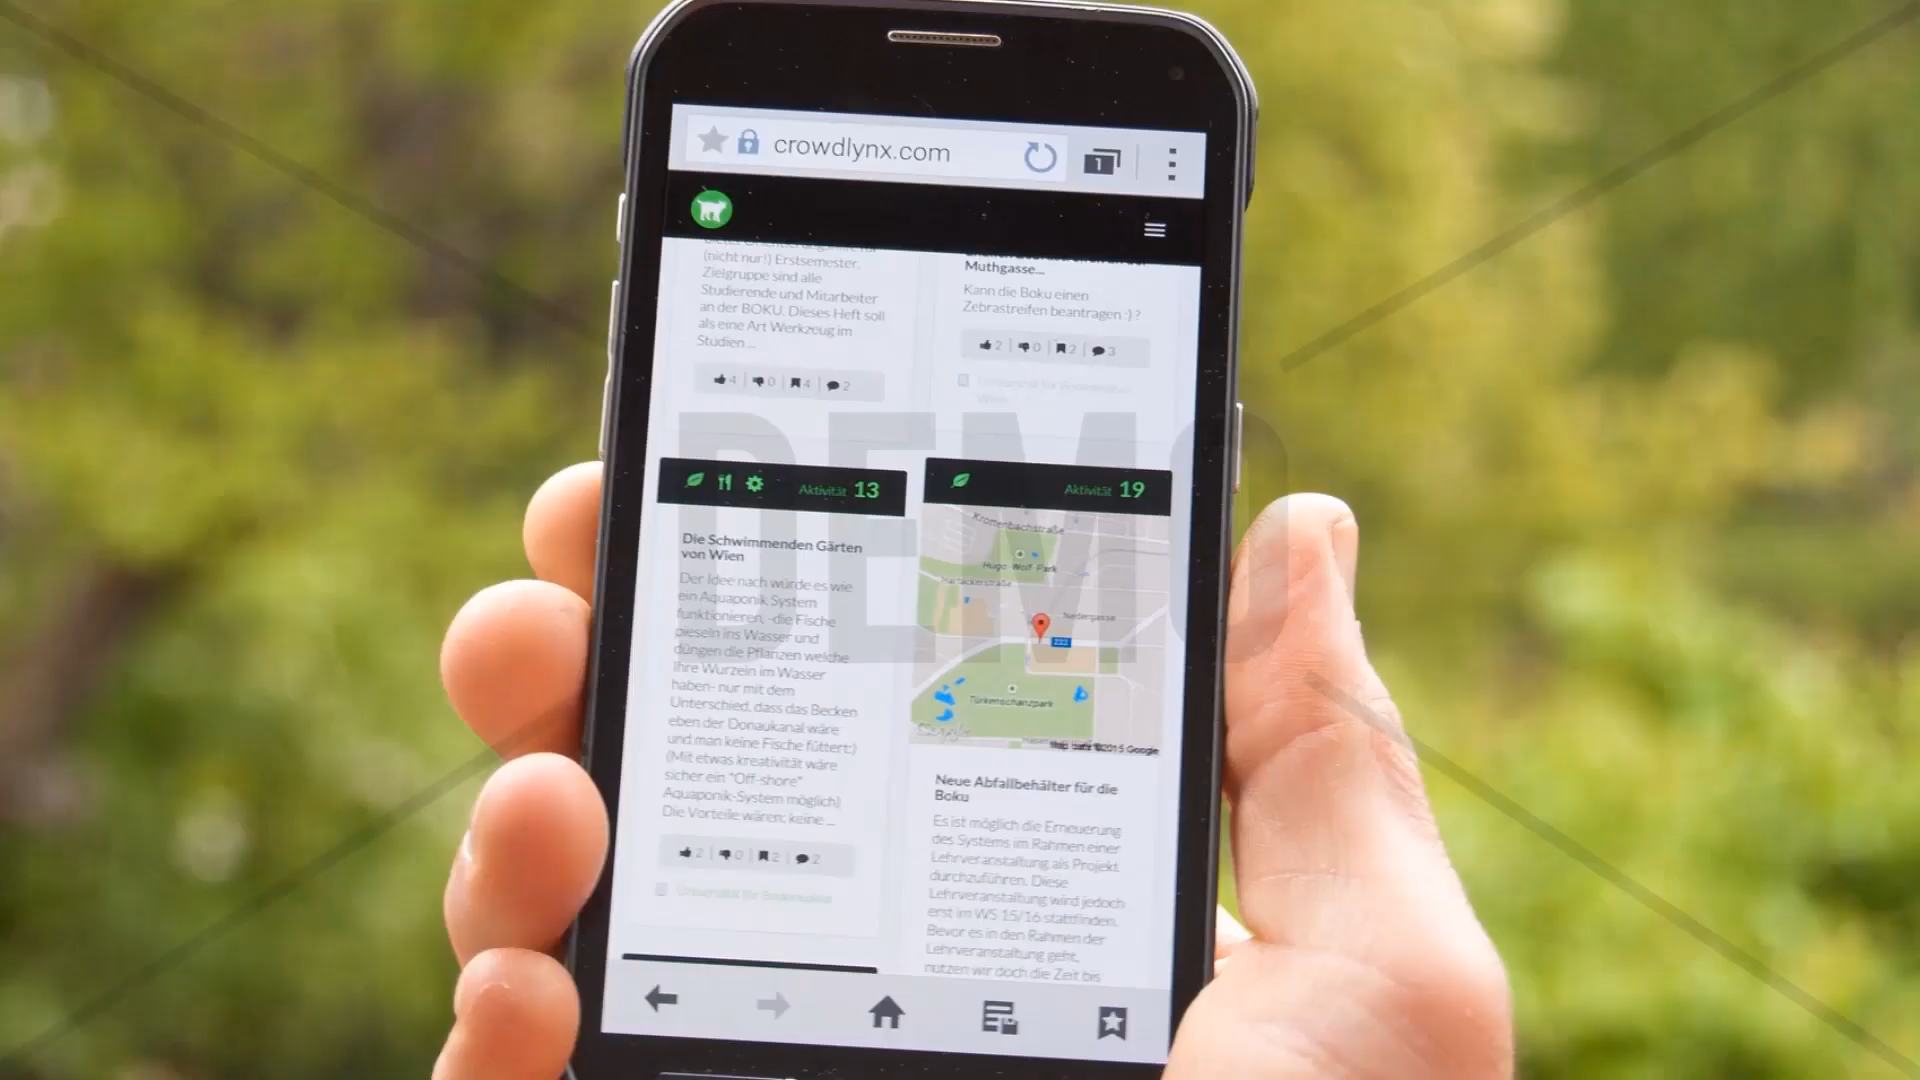 crowdlynx.com
1
(nicht nur!) Erstsemester.
Zielgruppe sind alle
Studierende und Mitarbeiter
an der BOKU. Dieses Heft soll
als eine Art Werkzeug im
Studien ...
4 | 0 | 4 | 2
Muthgasse...
Kann die Boku einen
Zebrastreifen beantragen :) ?
2 | 0 | 2 | 3
DEMO
Aktivität 13
Die Schwimmenden Gärten
von Wien
Der Idee nach würde es wie
ein Aquaponik System
funktionieren, -die Fische
pieseln ins Wasser und
düngen die Pflanzen welche
Ihre Wurzeln im Wasser
haben- nur mit dem
Unterschied, dass das Becken
eben der Donaukanal wäre
und man keine Fische füttert:)
(Mit etwas kreativität wäre
sicher ein "Off-shore"
Aquaponik-System möglich)
Die Vorteile wären: keine ...
2 | 0 | 2 | 2
Universität für Bodenkultur
Aktivität 19
Krottenbachstraße
Hugo-Wolf-Park
Hartäckerstraße
Niedergasse
222
Türkenschanzpark
Google
Map data ©2015 Google
Neue Abfallbehälter für die
Boku
Es ist möglich die Erneuerung
des Systems im Rahmen einer
Lehrveranstaltung als Projekt
durchzuführen. Diese
Lehrveranstaltung wird jedoch
erst im WS 15/16 stattfinden.
Bevor es in den Rahmen der
Lehrveranstaltung geht,
nutzen wir doch die Zeit bis